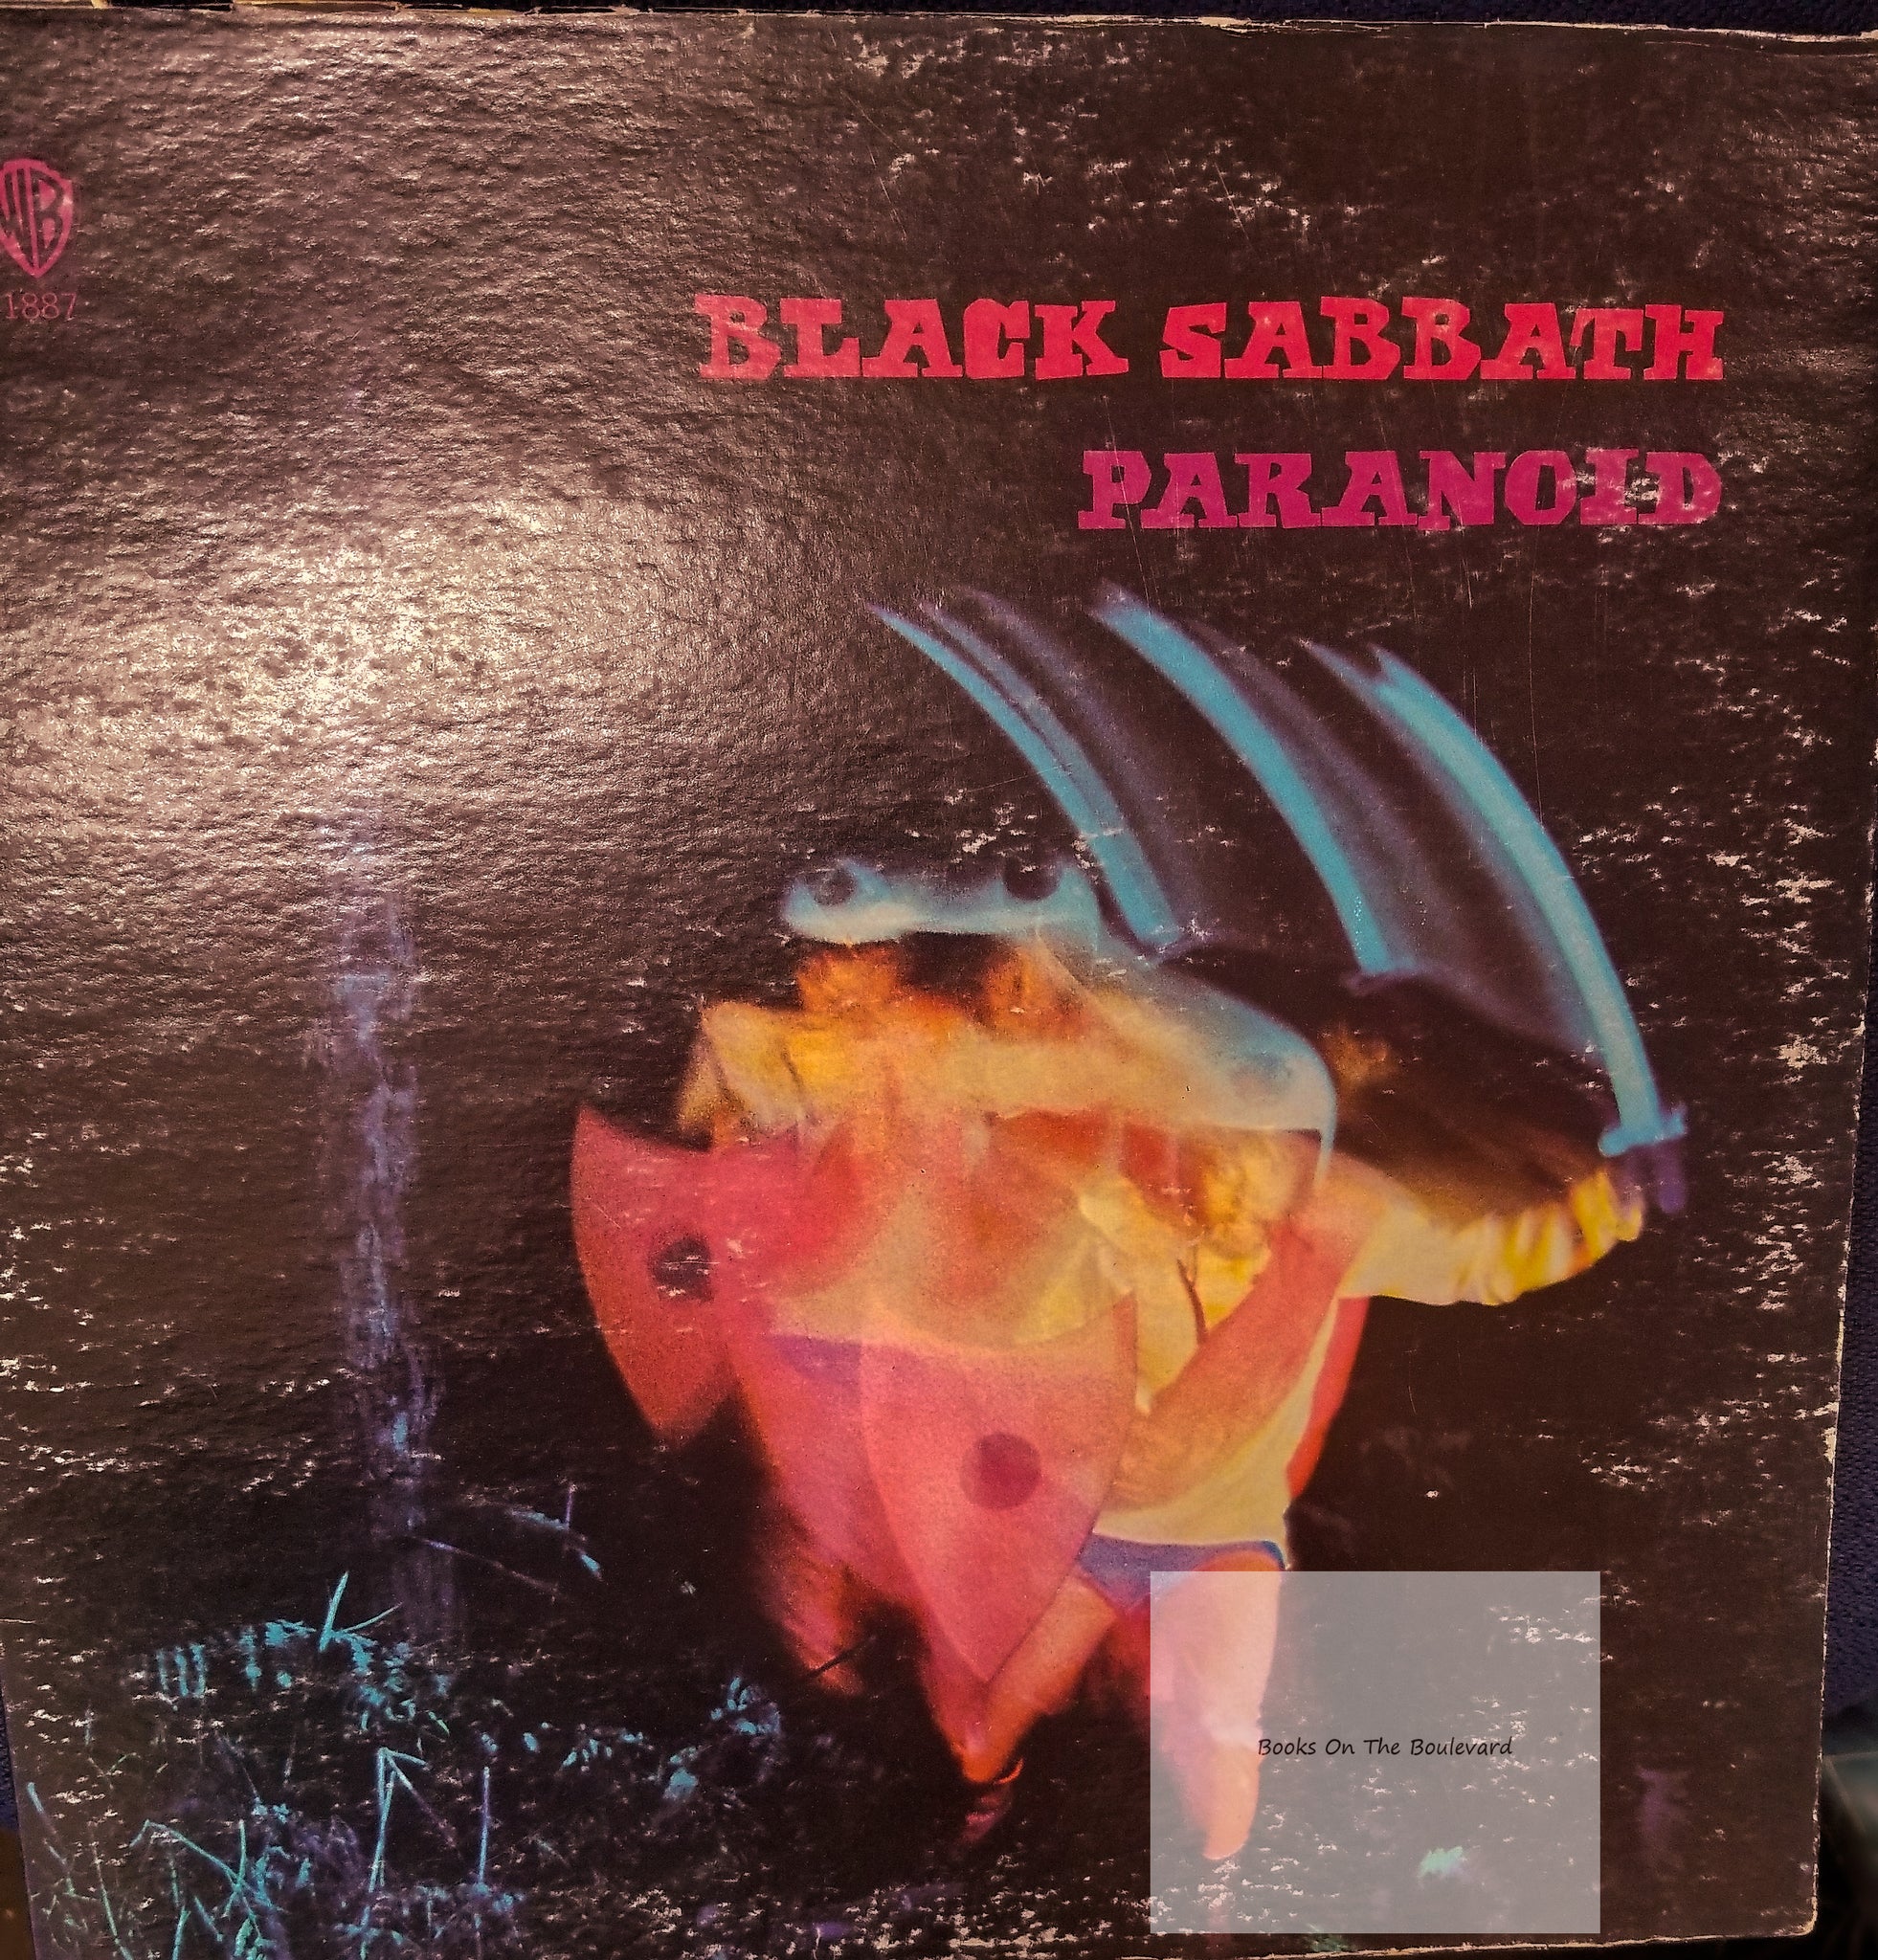 WB
1887
BLACK SABBATH
PARANOID
Books On The Boulevard